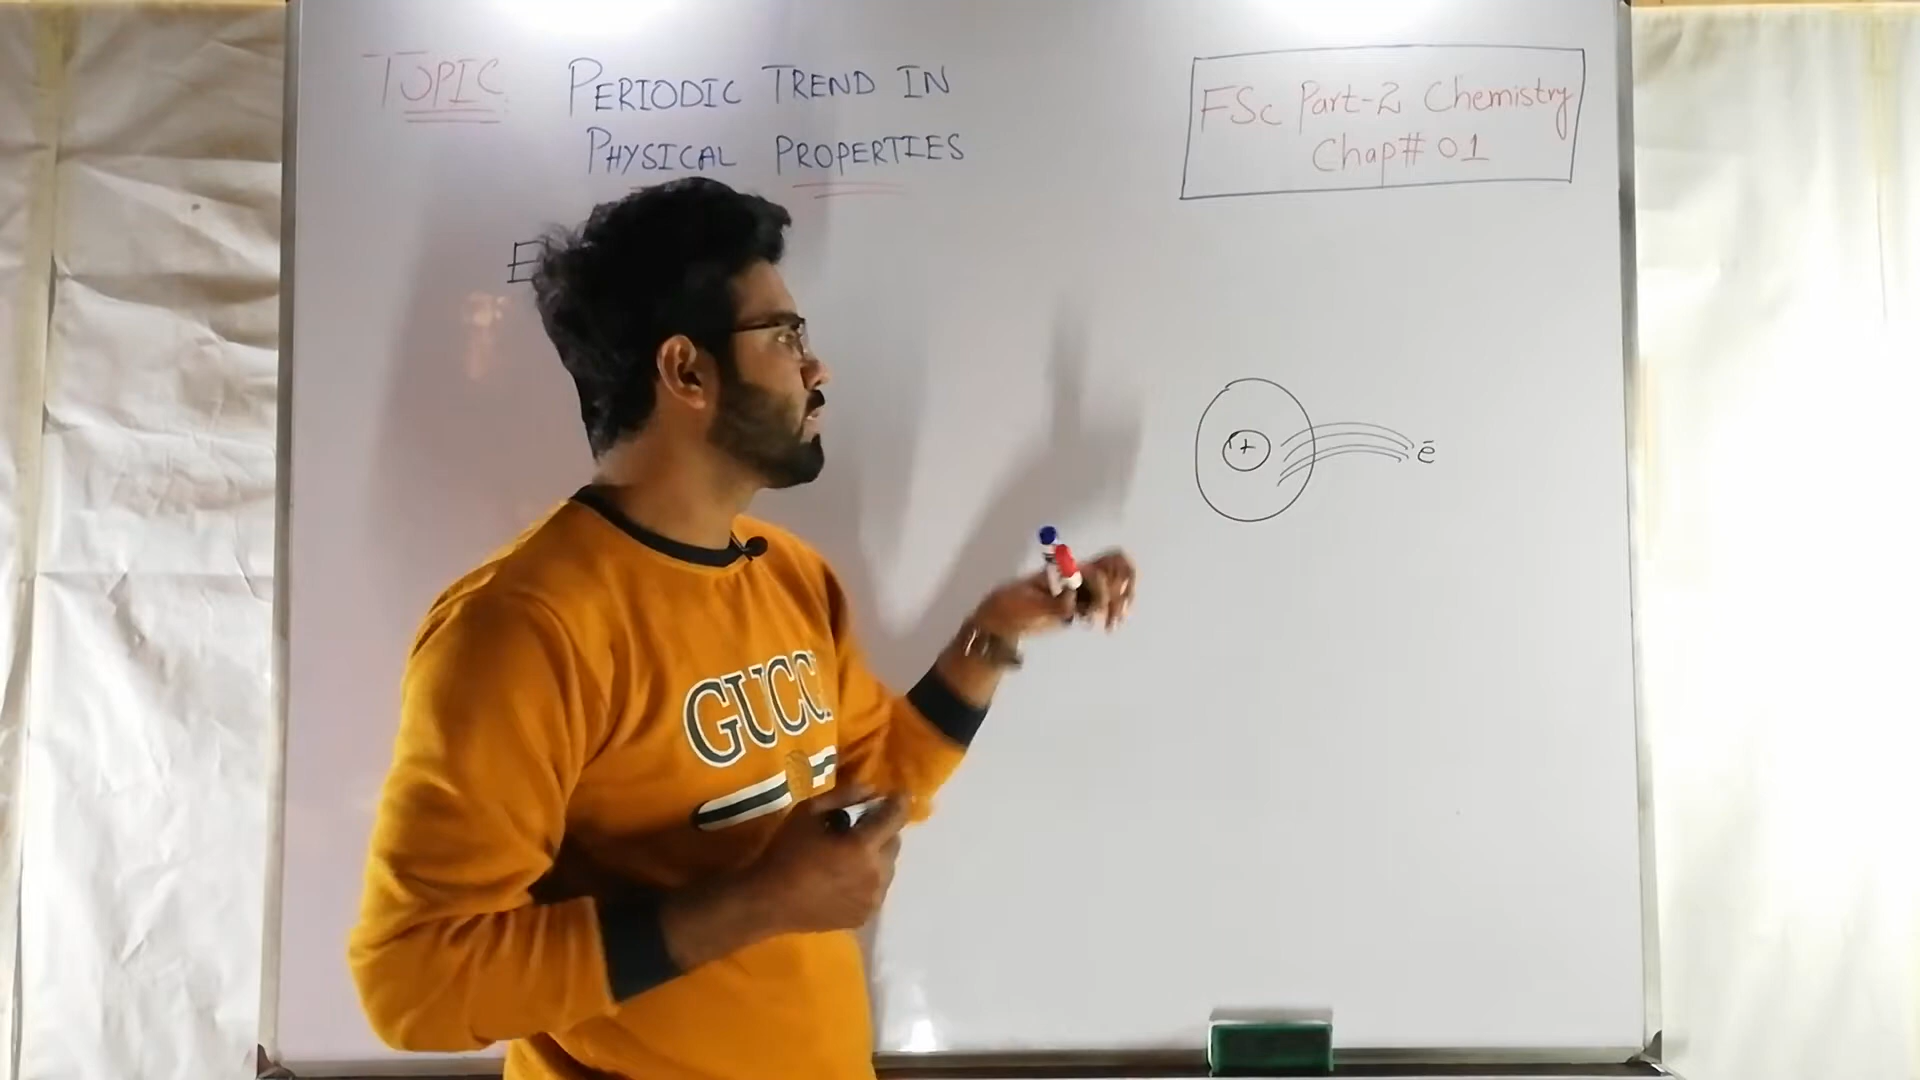 TOPIC PERIODIC TREND IN
PHYSICAL PROPERTIES
FSc Part-2 Chemistry
Chap# 01
E
+
ē
GUCCI